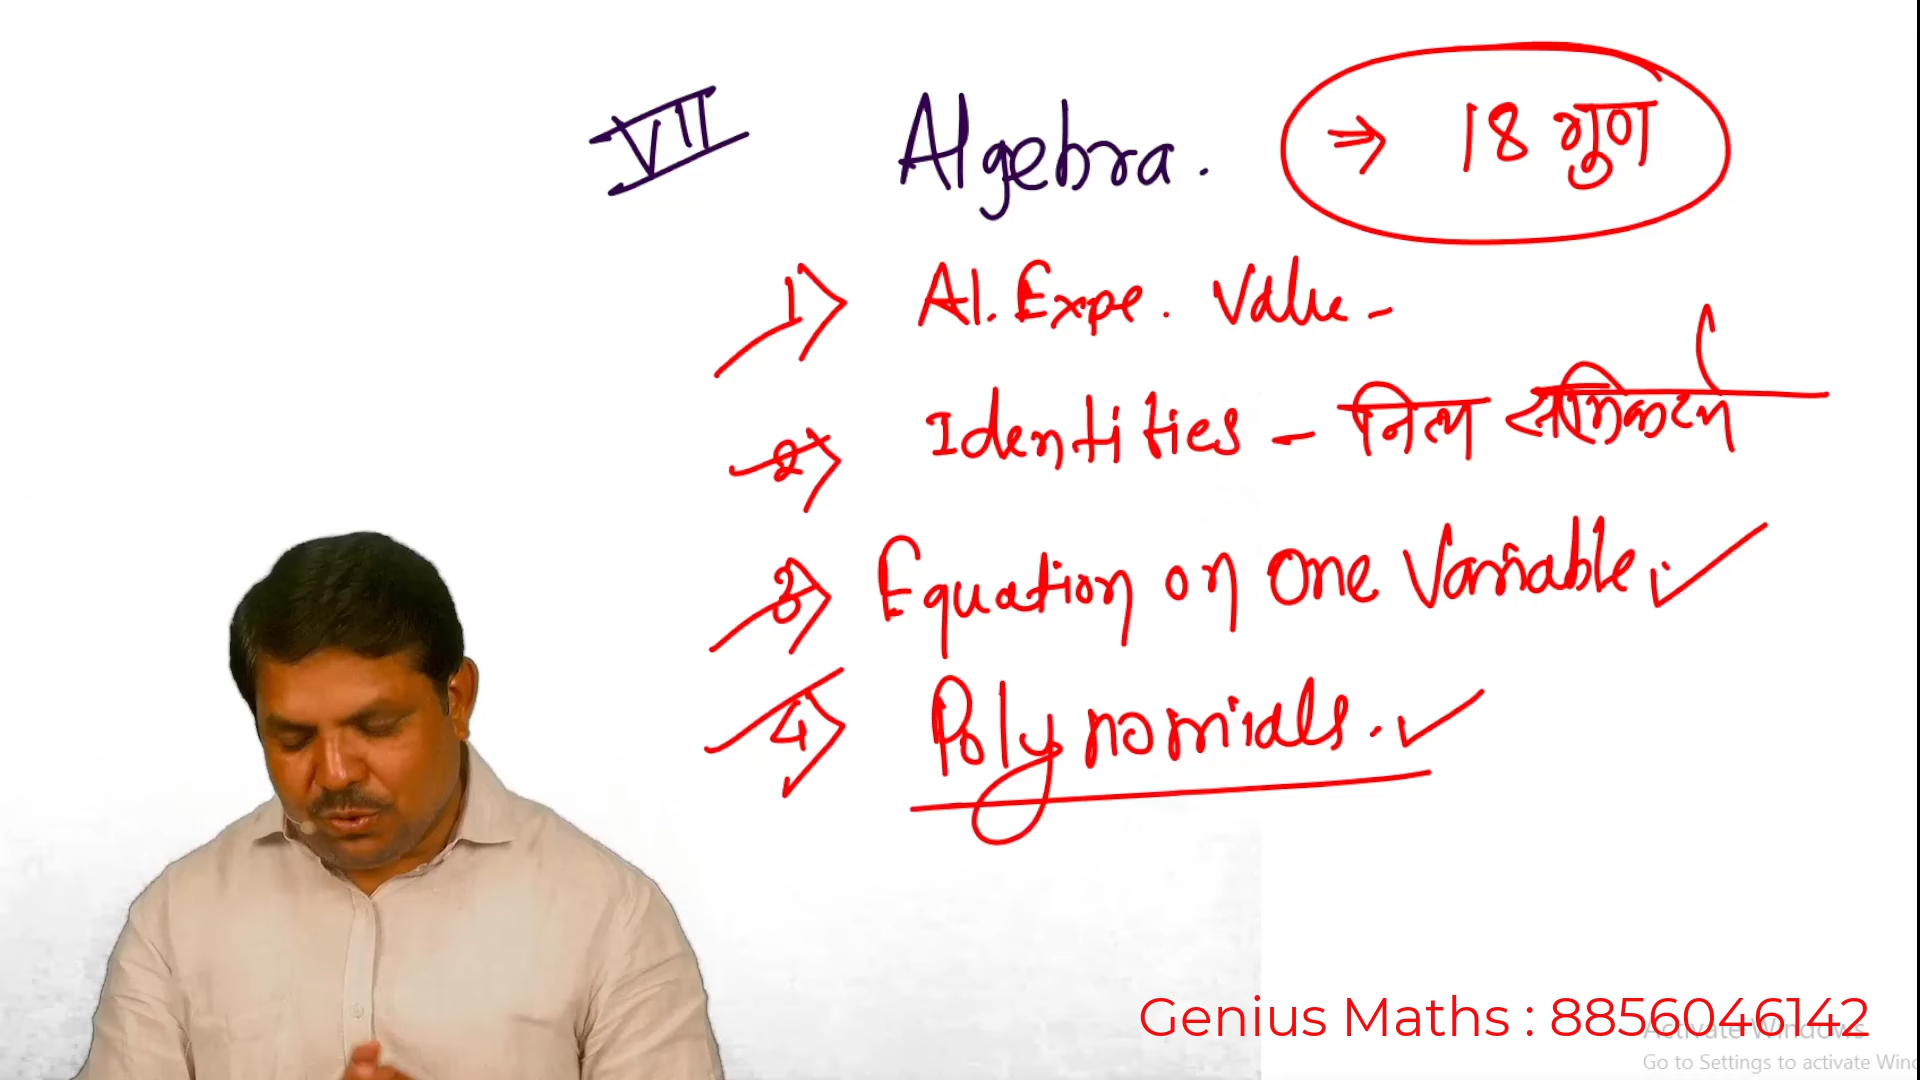 VII Algebra. ⇒ 18 गुण
1) Al. Expe. Value -
2) Identities - नित्य
3) Equation on One Variable.
4) Polynomials.
Genius Maths : 8856046142
Activate Windows
Go to Settings to activate Win